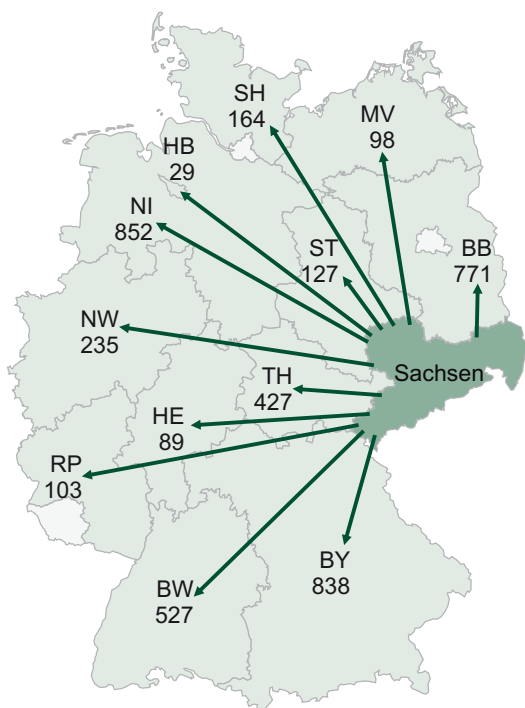 SH
164
MV
98
HB
29
NI
852
ST
127
BB
771
NW
235
Sachsen
TH
427
HE
89
RP
103
BY
838
BW
527